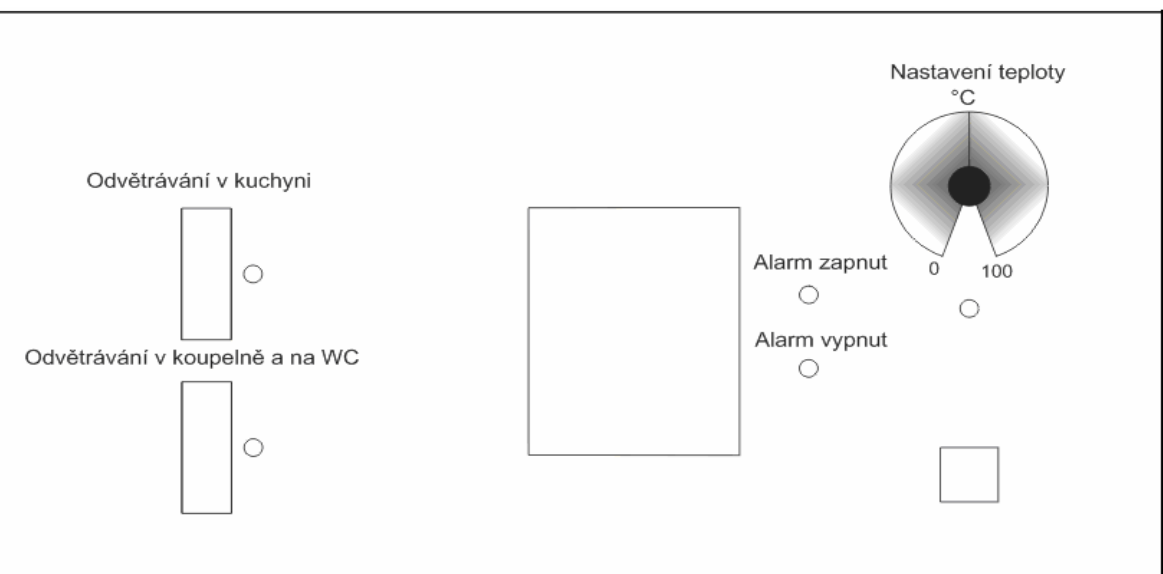 Nastavení teploty
°C
0
100
Odvětrávání v kuchyni
Odvětrávání v koupelně a na WC
Alarm zapnut
Alarm vypnut